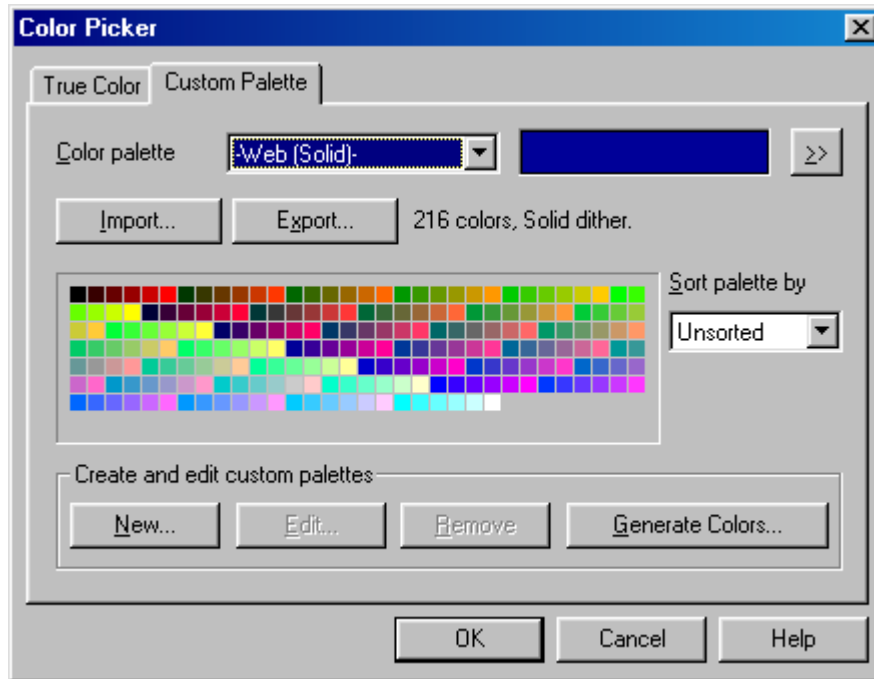 Color Picker
True Color Custom Palette
Color palette -Web (Solid)- >>
Import... Export... 216 colors, Solid dither.
Sort palette by
Unsorted
Create and edit custom palettes
New... Edit... Remove Generate Colors...
OK Cancel Help